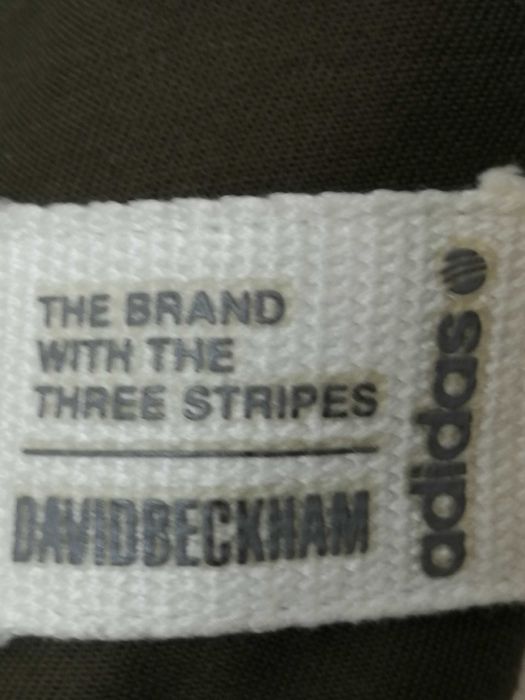 THE BRAND
WITH THE
THREE STRIPES
DAVIDBECKHAM
adidas